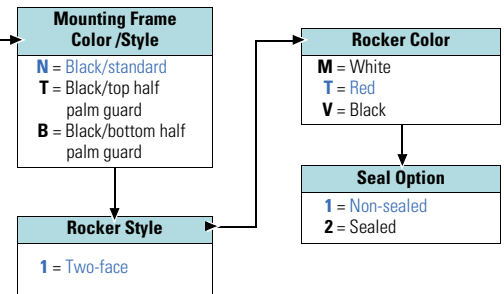 Mounting Frame
Color /Style
N = Black/standard
T = Black/top half
palm guard
B = Black/bottom half
palm guard
Rocker Style
1 = Two-face
Rocker Color
M = White
T = Red
V = Black
Seal Option
1 = Non-sealed
2 = Sealed